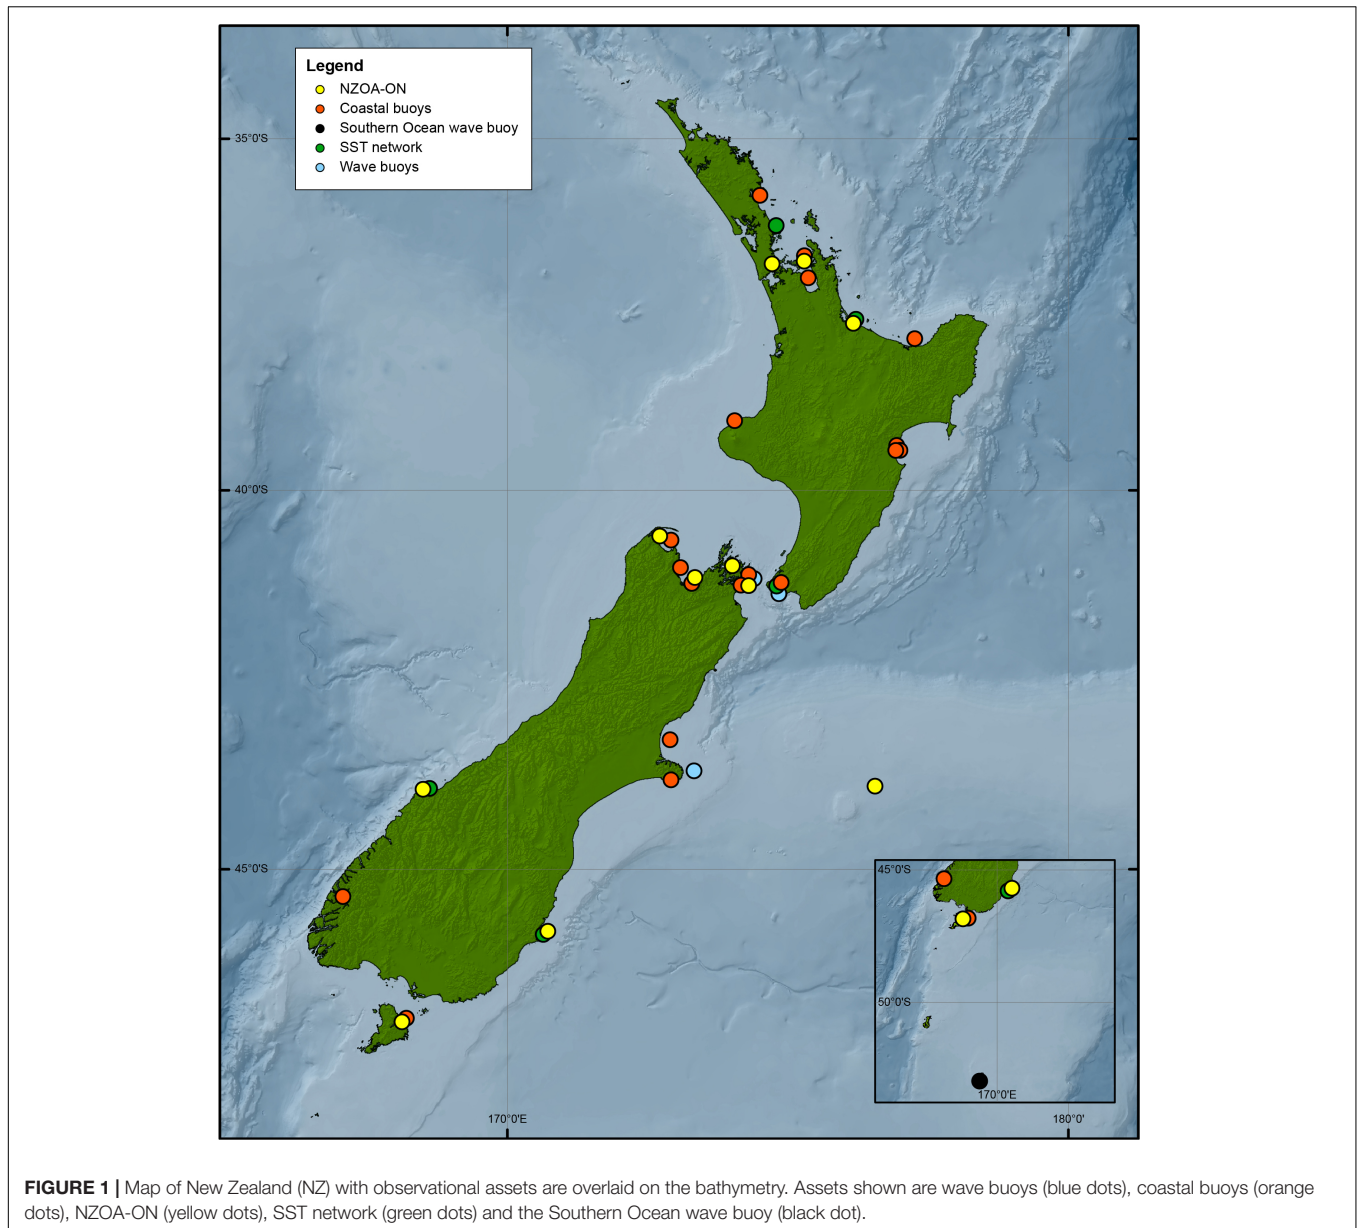 Legend
NZOA-ON
Coastal buoys
Southern Ocean wave buoy
SST network
Wave buoys
35°0'S
40°0'S
45°0'S
45°0'S
50°0'S
170°0'E
170°0'E
180°0'
FIGURE 1 | Map of New Zealand (NZ) with observational assets are overlaid on the bathymetry. Assets shown are wave buoys (blue dots), coastal buoys (orange
dots), NZOA-ON (yellow dots), SST network (green dots) and the Southern Ocean wave buoy (black dot).